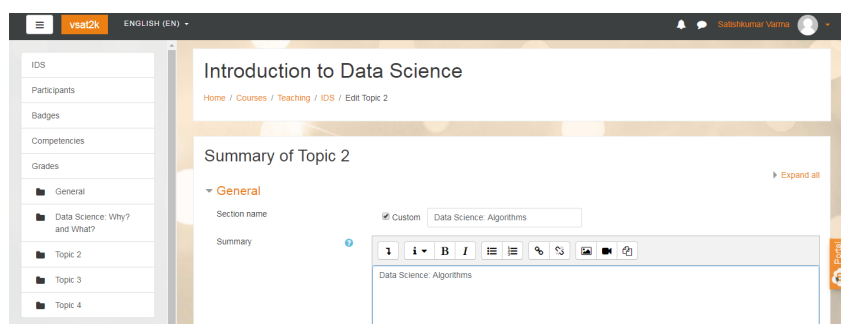 vsat2k ENGLISH (EN)
Satishkumar Varma
IDS
Participants
Badges
Competencies
Grades
General
Data Science: Why?
and What?
Topic 2
Topic 3
Topic 4
Introduction to Data Science
Home / Courses / Teaching / IDS / Edit Topic 2
Summary of Topic 2
Expand all
General
Section name
Custom Data Science: Algorithms
Summary
B I
Data Science: Algorithms
Portal